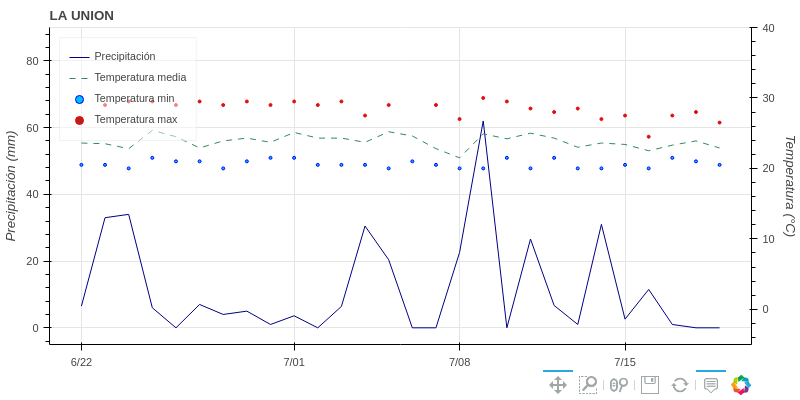 LA UNION
Precipitación
Temperatura media
Temperatura min
Temperatura max
Precipitación (mm)
80
60
40
20
0
Temperatura (°C)
40
30
20
10
0
6/22
7/01
7/08
7/15